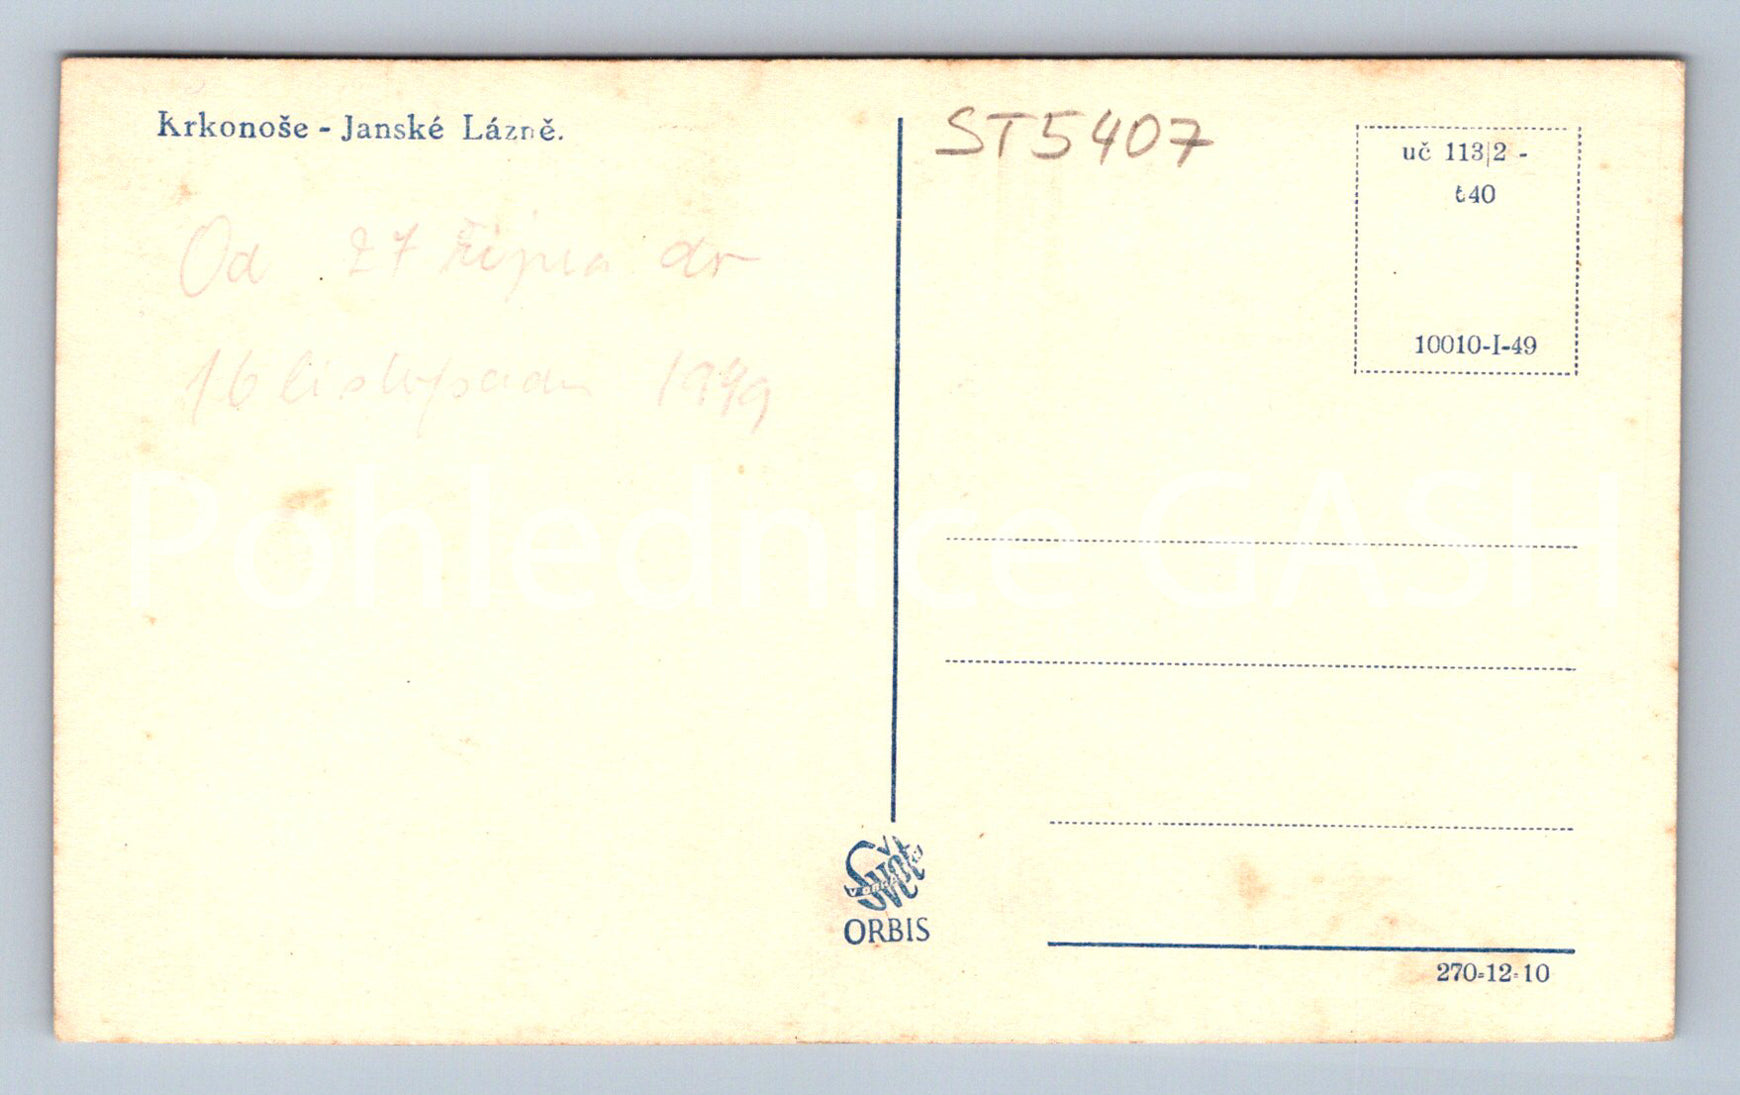 Krkonoše - Janské Lázně.
ST5407
uč 113|2 -
t40
10010-I-49
Od 27 října do
16 listopadu 1949
Pohlednice GASH
Svět
ORBIS
270-12-10